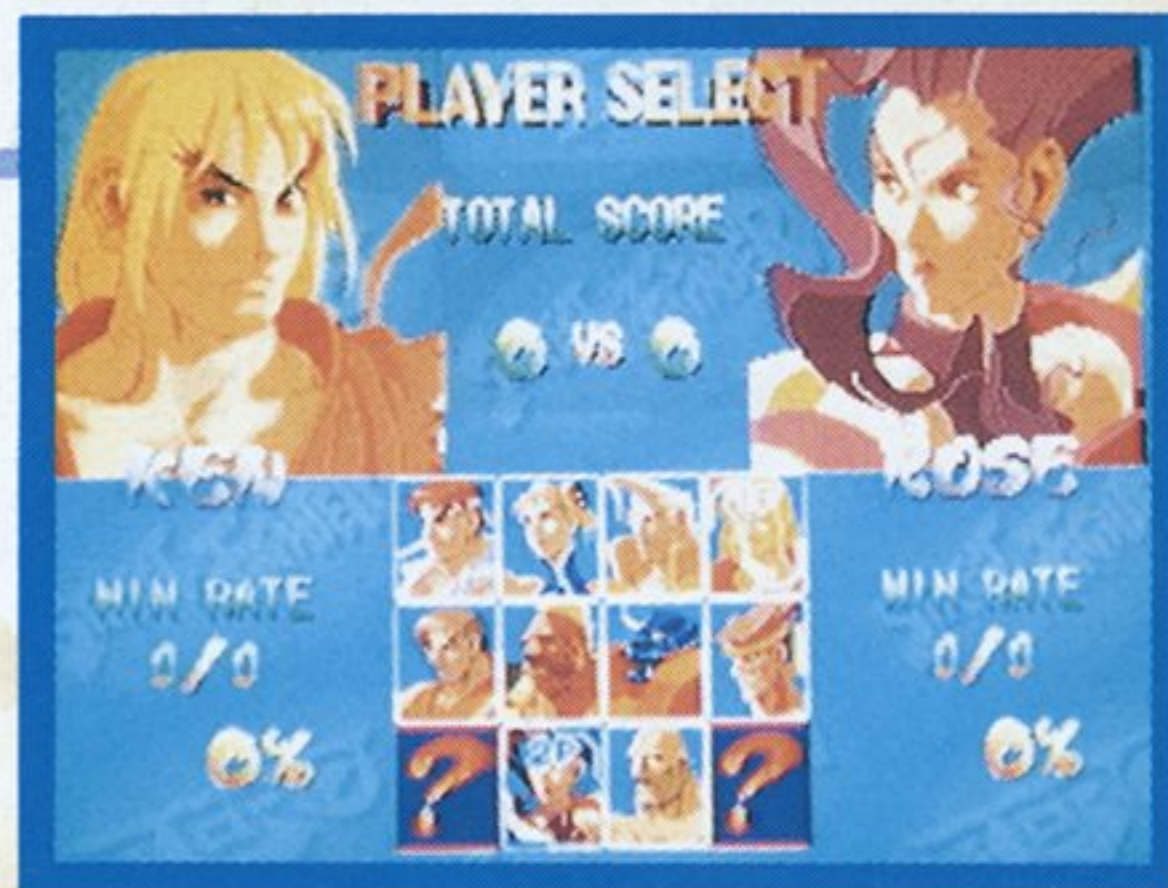 PLAYER SELECT
TOTAL SCORE
0 VS 0
KEN
ROSE
WIN RATE
0/0
0%
WIN RATE
0/0
0%
?
2P
?